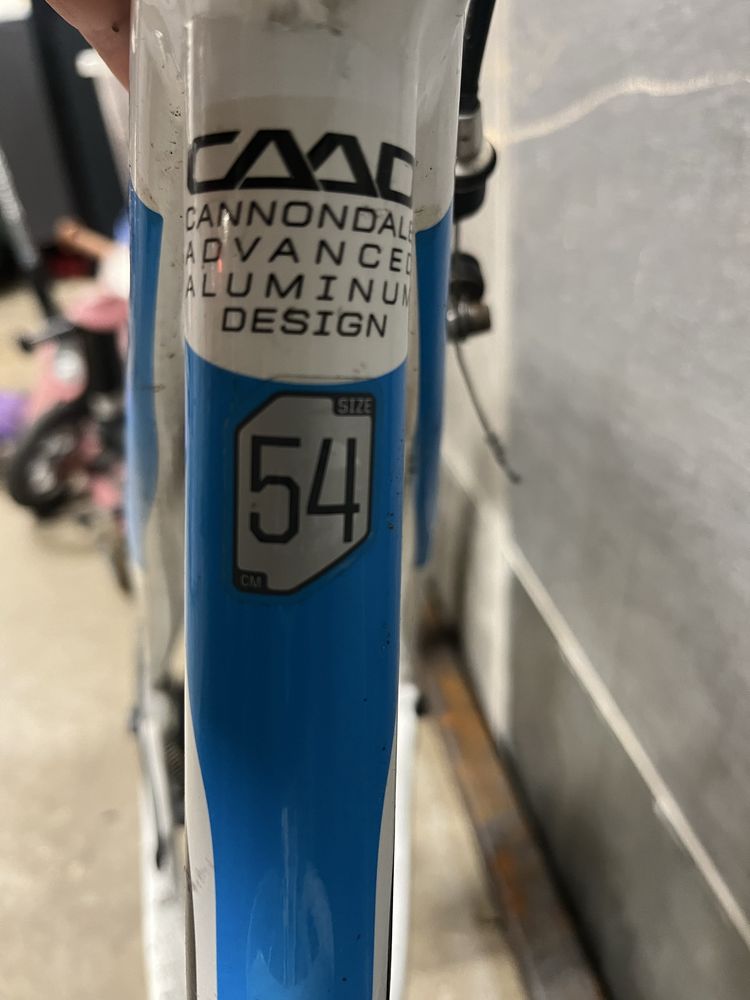 CAAD
CANNONDALE
ADVANCED
ALUMINUM
DESIGN
SIZE
54
CM